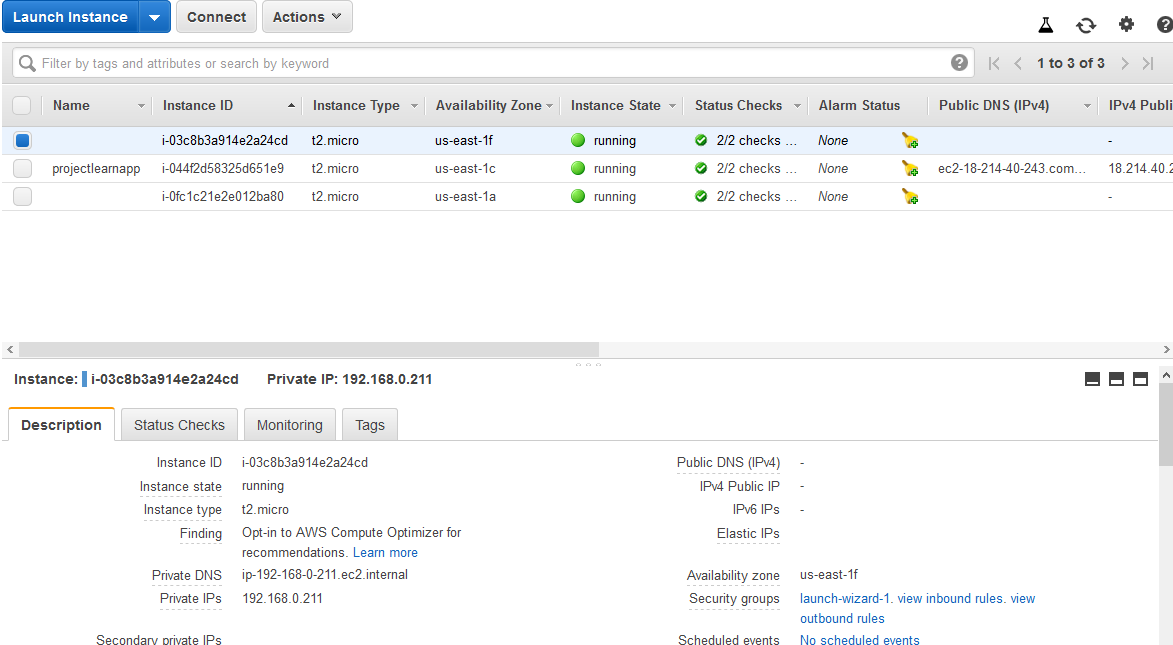 Launch Instance Connect Actions
Filter by tags and attributes or search by keyword 1 to 3 of 3
Name Instance ID Instance Type Availability Zone Instance State Status Checks Alarm Status Public DNS (IPv4) IPv4 Publi
i-03c8b3a914e2a24cd t2.micro us-east-1f running 2/2 checks ... None -
projectlearnapp i-044f2d58325d651e9 t2.micro us-east-1c running 2/2 checks ... None ec2-18-214-40-243.com... 18.214.40.2
i-0fc1c21e2e012ba80 t2.micro us-east-1a running 2/2 checks ... None -
Instance: i-03c8b3a914e2a24cd Private IP: 192.168.0.211
Description Status Checks Monitoring Tags
Instance ID i-03c8b3a914e2a24cd Public DNS (IPv4) -
Instance state running IPv4 Public IP -
Instance type t2.micro IPv6 IPs -
Finding Opt-in to AWS Compute Optimizer for Elastic IPs
recommendations. Learn more
Private DNS ip-192-168-0-211.ec2.internal Availability zone us-east-1f
Private IPs 192.168.0.211 Security groups launch-wizard-1. view inbound rules. view
outbound rules
Secondary private IPs Scheduled events No scheduled events